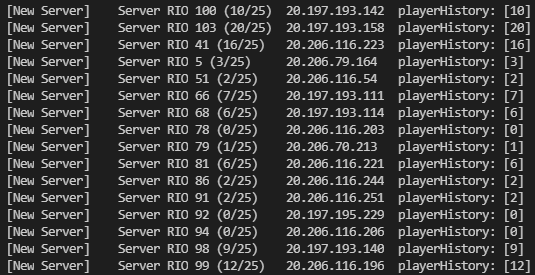 [New Server] Server RIO 100 (10/25) 20.197.193.142 playerHistory: [10]
[New Server] Server RIO 103 (20/25) 20.197.193.158 playerHistory: [20]
[New Server] Server RIO 41 (16/25) 20.206.116.223 playerHistory: [16]
[New Server] Server RIO 5 (3/25) 20.206.79.164 playerHistory: [3]
[New Server] Server RIO 51 (2/25) 20.206.116.54 playerHistory: [2]
[New Server] Server RIO 66 (7/25) 20.197.193.111 playerHistory: [7]
[New Server] Server RIO 68 (6/25) 20.197.193.114 playerHistory: [6]
[New Server] Server RIO 78 (0/25) 20.206.116.203 playerHistory: [0]
[New Server] Server RIO 79 (1/25) 20.206.70.213 playerHistory: [1]
[New Server] Server RIO 81 (6/25) 20.206.116.221 playerHistory: [6]
[New Server] Server RIO 86 (2/25) 20.206.116.244 playerHistory: [2]
[New Server] Server RIO 91 (2/25) 20.206.116.251 playerHistory: [2]
[New Server] Server RIO 92 (0/25) 20.197.195.229 playerHistory: [0]
[New Server] Server RIO 94 (0/25) 20.206.116.206 playerHistory: [0]
[New Server] Server RIO 98 (9/25) 20.197.193.140 playerHistory: [9]
[New Server] Server RIO 99 (12/25) 20.206.116.196 playerHistory: [12]